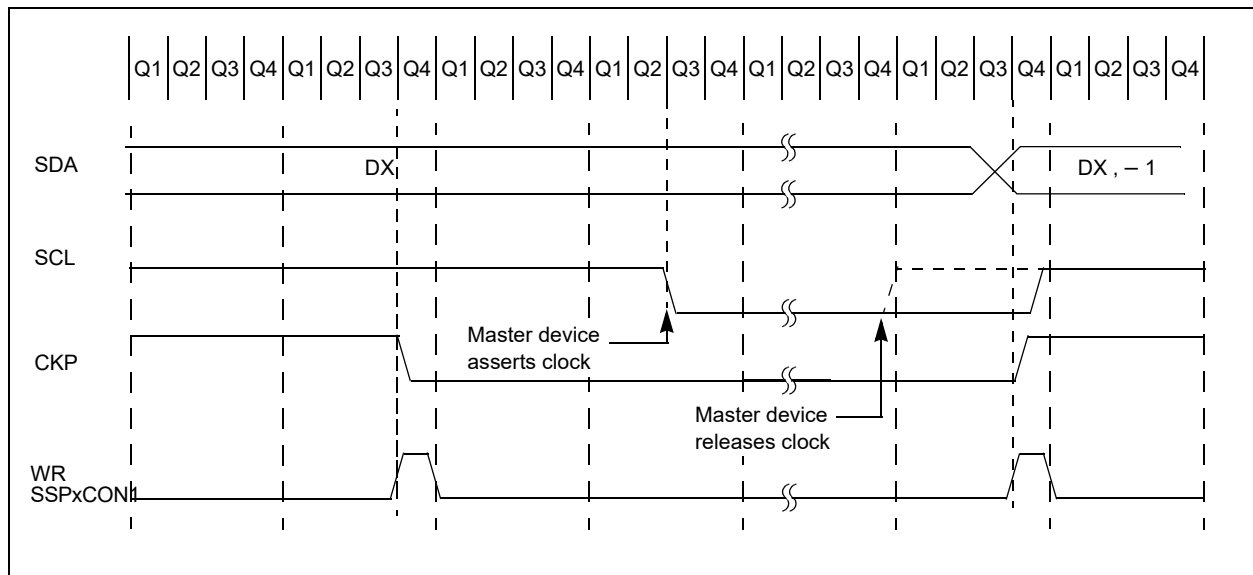 Q1 Q2 Q3 Q4 Q1 Q2 Q3 Q4 Q1 Q2 Q3 Q4 Q1 Q2 Q3 Q4 Q1 Q2 Q3 Q4 Q1 Q2 Q3 Q4 Q1 Q2 Q3 Q4
SDA
DX
DX , – 1
SCL
Master device
asserts clock
CKP
Master device
releases clock
WR
SSPxCON1